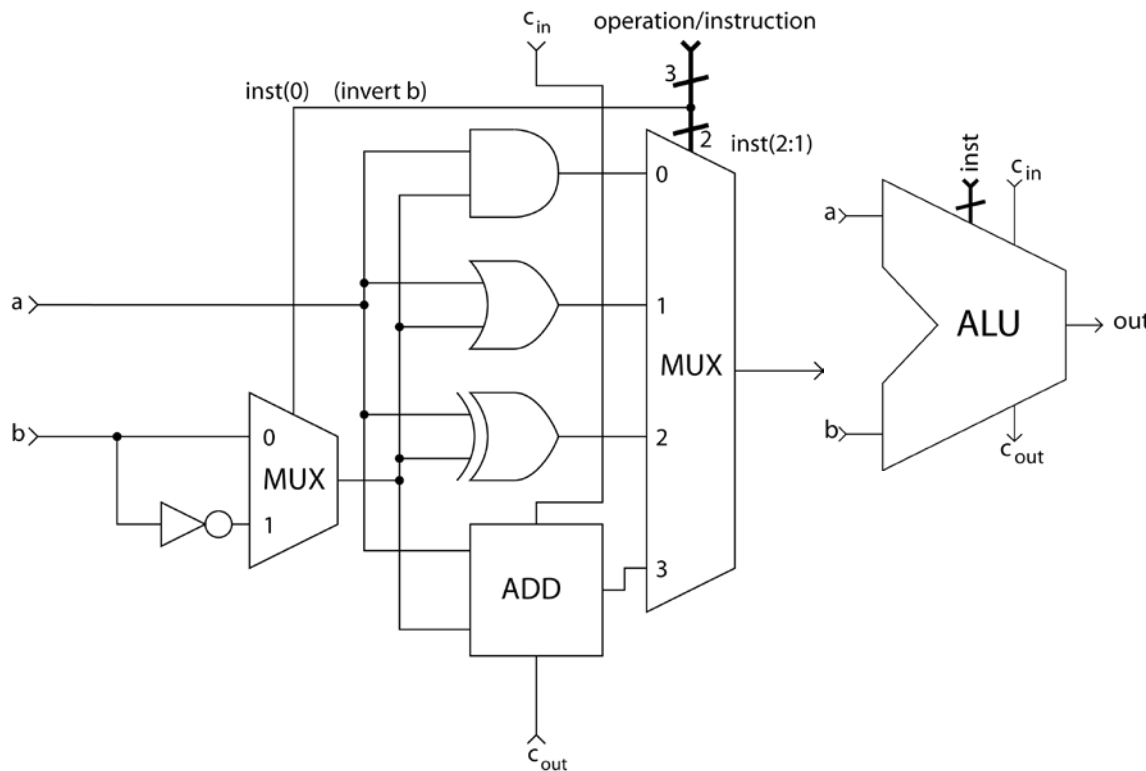 c in
operation/instruction
3
inst(0) (invert b)
2
inst(2:1)
0
inst
c in
a
a
1
ALU
out
MUX
b
0
2
b
c out
MUX
1
3
ADD
c out